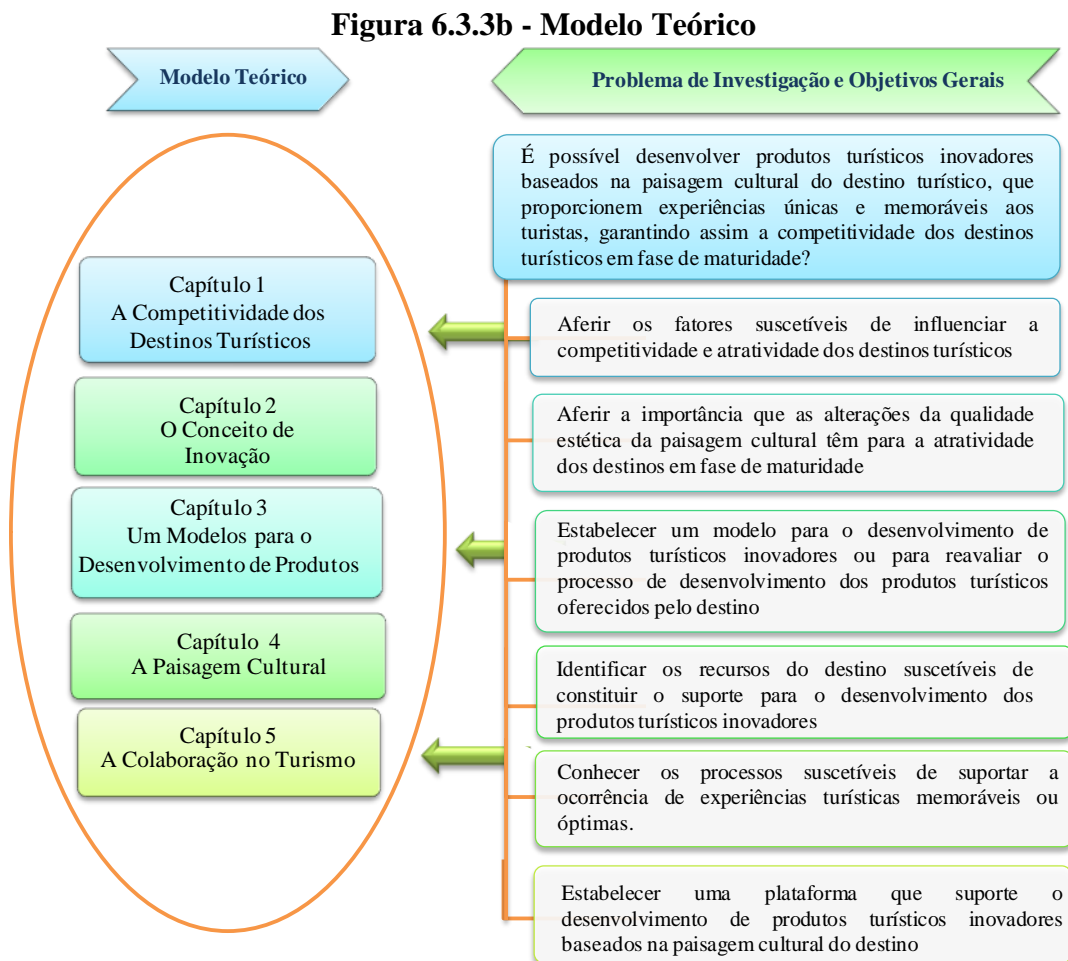 Figura 6.3.3b - Modelo Teórico
Modelo Teórico
Problema de Investigação e Objetivos Gerais
Capítulo 1
A Competitividade dos
Destinos Turísticos
Capítulo 2
O Conceito de
Inovação
Capítulo 3
Um Modelos para o
Desenvolvimento de Produtos
Capítulo 4
A Paisagem Cultural
Capítulo 5
A Colaboração no Turismo
É possível desenvolver produtos turísticos inovadores
baseados na paisagem cultural do destino turístico, que
proporcionem experiências únicas e memoráveis aos
turistas, garantindo assim a competitividade dos destinos
turísticos em fase de maturidade?
Aferir os fatores suscetíveis de influenciar a
competitividade e atratividade dos destinos turísticos
Aferir a importância que as alterações da qualidade
estética da paisagem cultural têm para a atratividade
dos destinos em fase de maturidade
Estabelecer um modelo para o desenvolvimento de
produtos turísticos inovadores ou para reavaliar o
processo de desenvolvimento dos produtos turísticos
oferecidos pelo destino
Identificar os recursos do destino suscetíveis de
constituir o suporte para o desenvolvimento dos
produtos turísticos inovadores
Conhecer os processos suscetíveis de suportar a
ocorrência de experiências turísticas memoráveis ou
óptimas.
Estabelecer uma plataforma que suporte o
desenvolvimento de produtos turísticos inovadores
baseados na paisagem cultural do destino